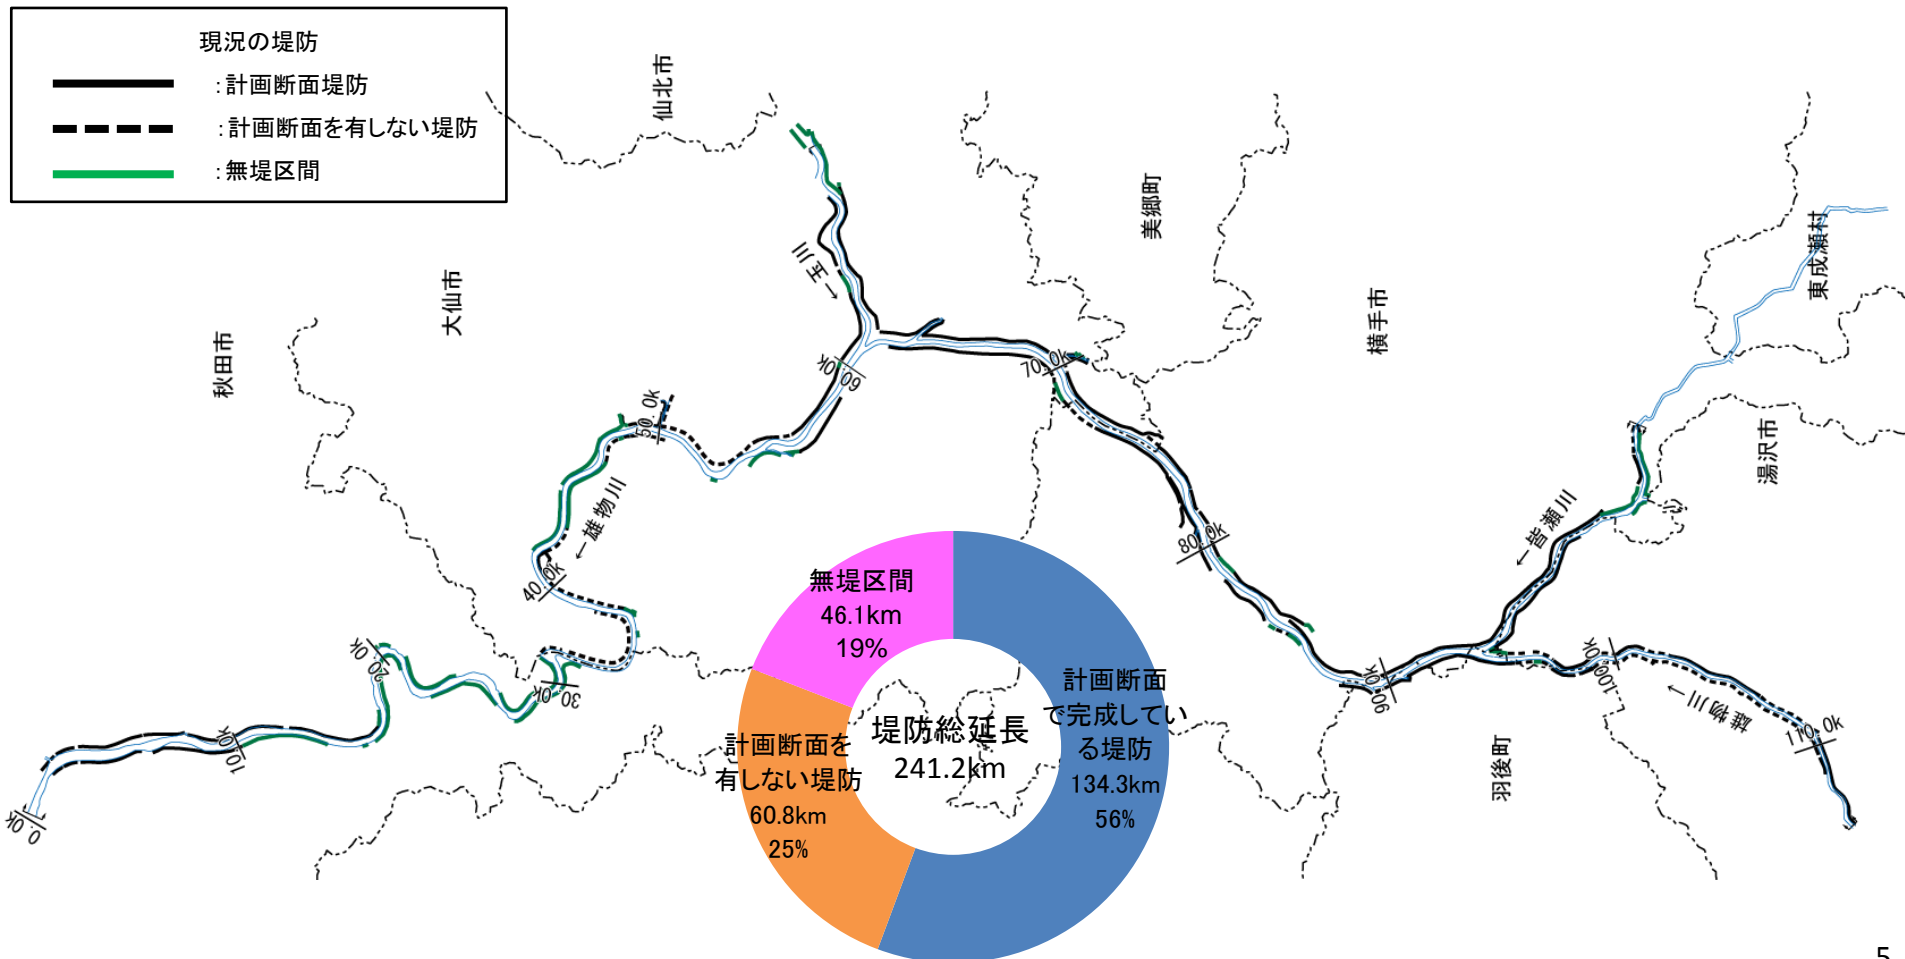 現況の堤防
：計画断面堤防
：計画断面を有しない堤防
：無堤区間
仙北市
大仙市
秋田市
美郷町
横手市
東成瀬村
湯沢市
羽後町
←玉川
←雄物川
←皆瀬川
←雄物川
0.0k
10.0k
20.0k
30.0k
40.0k
50.0k
60.0k
70.0k
80.0k
90.0k
100.0k
110.0k
無堤区間
46.1km
19%
計画断面
で完成してい
る堤防
134.3km
56%
計画断面を
有しない堤防
60.8km
25%
堤防総延長
241.2km
5